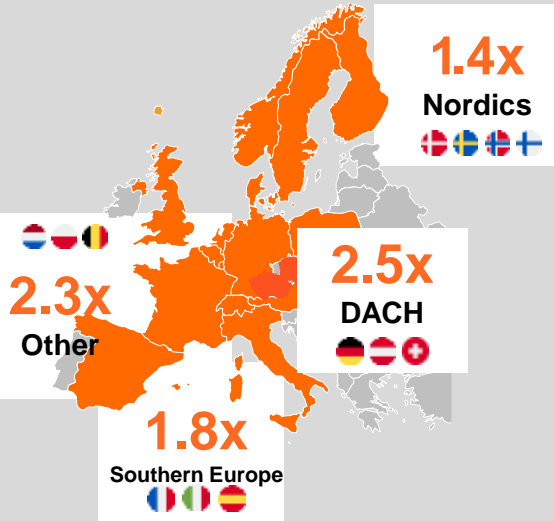 1.4x
Nordics
2.3x
Other
2.5x
DACH
1.8x
Southern Europe